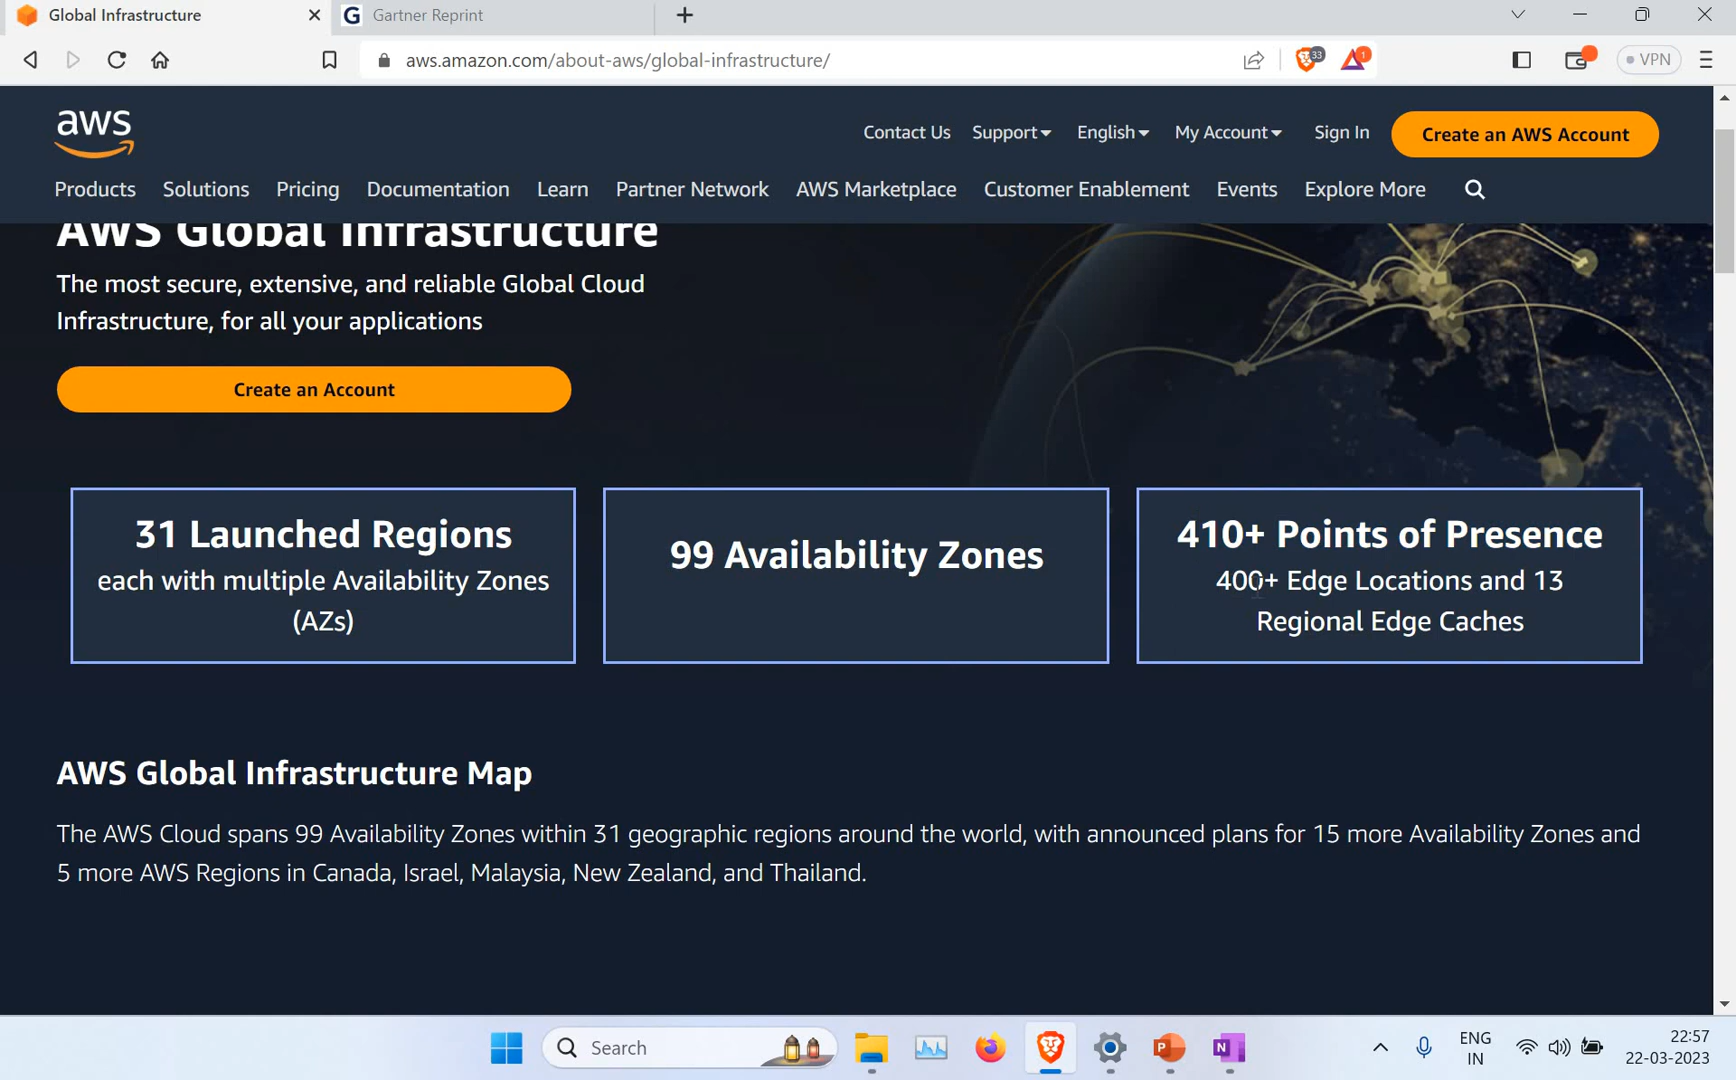 Global Infrastructure
G Gartner Reprint
aws.amazon.com/about-aws/global-infrastructure/
33
1
VPN
aws
Contact Us Support English My Account Sign In Create an AWS Account
Products Solutions Pricing Documentation Learn Partner Network AWS Marketplace Customer Enablement Events Explore More
AWS Global Infrastructure
The most secure, extensive, and reliable Global Cloud
Infrastructure, for all your applications
Create an Account
31 Launched Regions
each with multiple Availability Zones
(AZs)
99 Availability Zones
410+ Points of Presence
400+ Edge Locations and 13
Regional Edge Caches
AWS Global Infrastructure Map
The AWS Cloud spans 99 Availability Zones within 31 geographic regions around the world, with announced plans for 15 more Availability Zones and
5 more AWS Regions in Canada, Israel, Malaysia, New Zealand, and Thailand.
Search
P
N
ENG
IN
22:57
22-03-2023